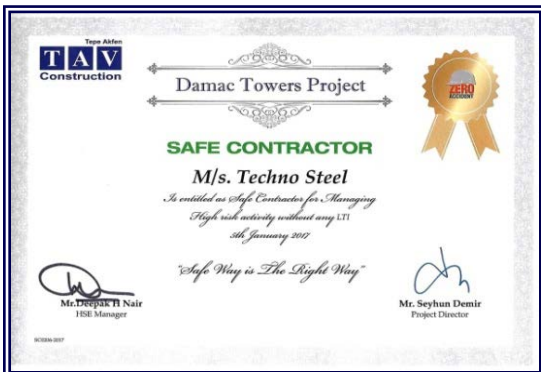 Tepe Akfen
TAV
Construction
Damac Towers Project
ZERO
ACCIDENT
SAFE CONTRACTOR
M/s. Techno Steel
Is entitled as Safe Contractor for Managing
High risk activity without any LTI
5th January 2017
"Safe Way is The Right Way"
Mr.Deepak H Nair
HSE Manager
Mr. Seyhun Demir
Project Director